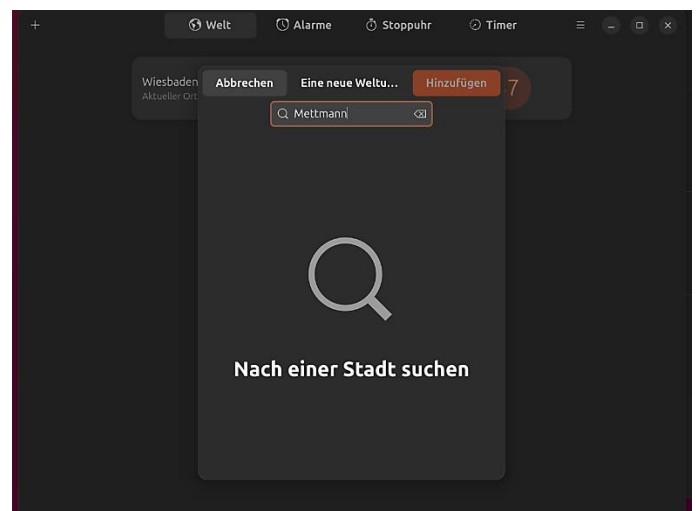 Welt Alarme Stoppuhr Timer
Wiesbaden
Aktueller Ort
Abbrechen Eine neue Weltu... Hinzufügen
7
Mettmann
Nach einer Stadt suchen